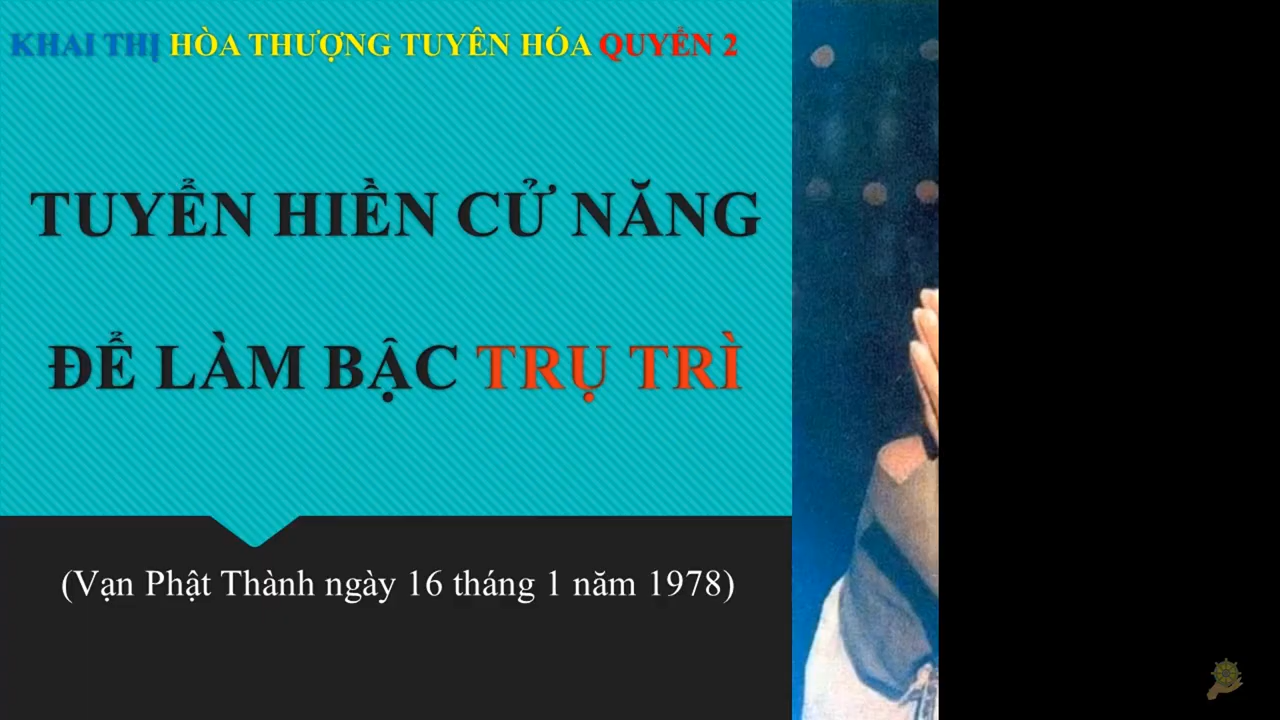 KHAI THỊ HÒA THƯỢNG TUYÊN HÓA QUYỂN 2
TUYỂN HIỀN CỬ NĂNG
ĐỂ LÀM BẬC TRỤ TRÌ
(Vạn Phật Thành ngày 16 tháng 1 năm 1978)